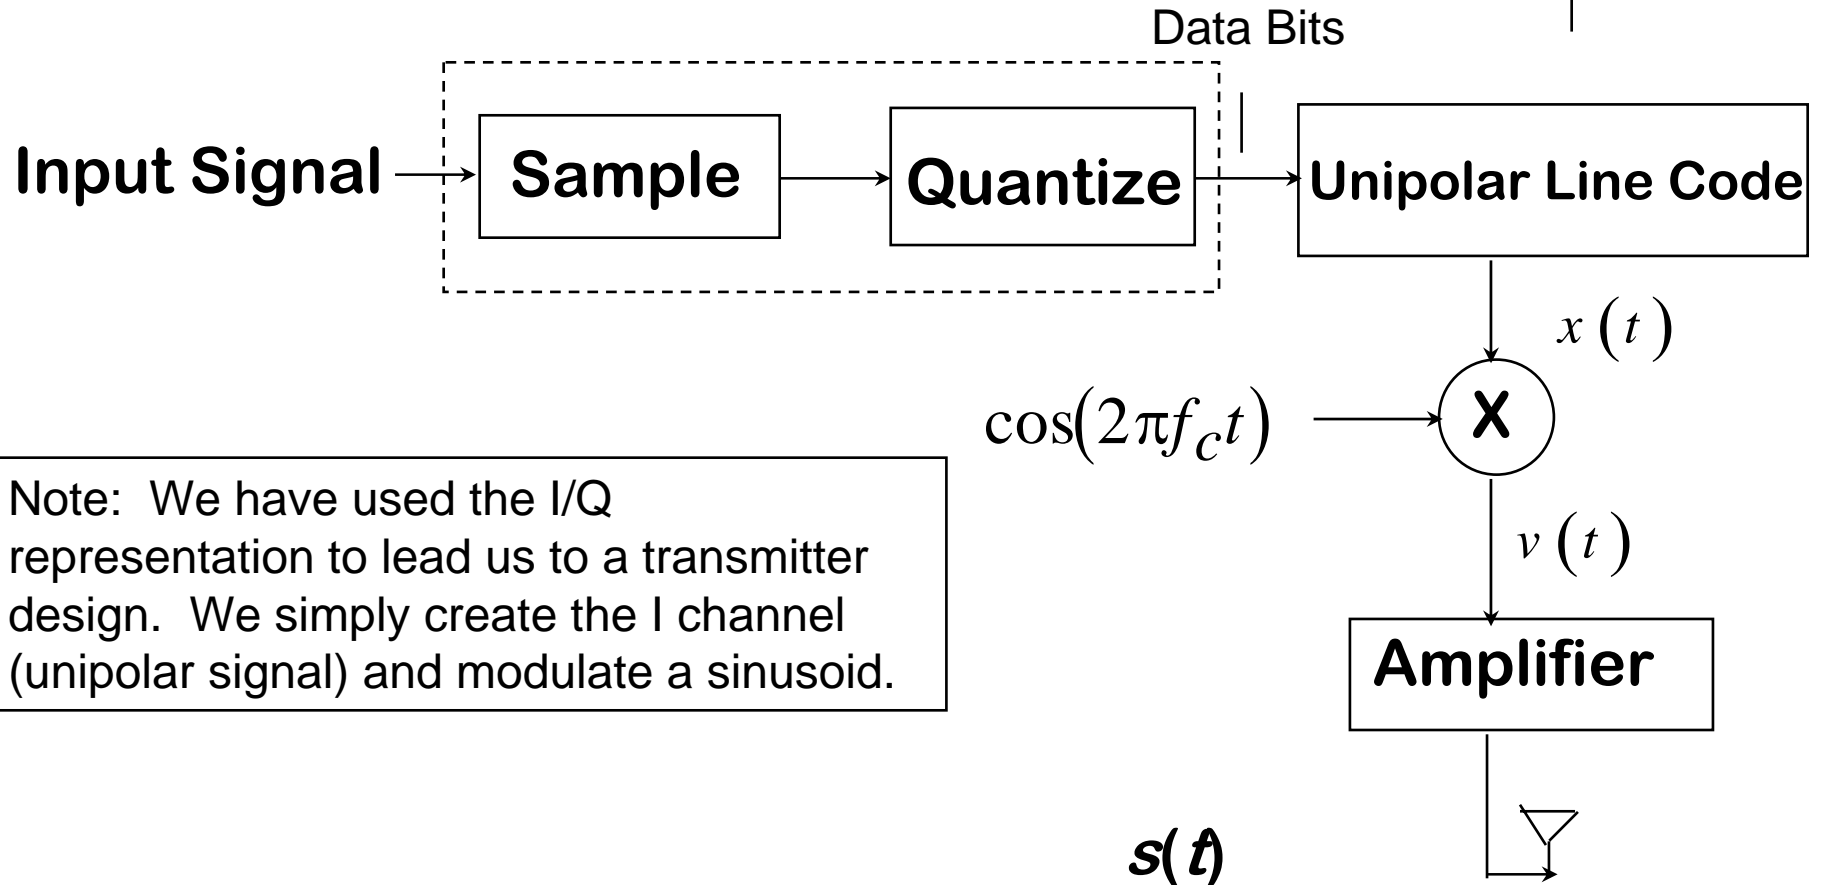 Data Bits
Input Signal
Sample
Quantize
Unipolar Line Code
x(t)
cos(2πf_c t)
X
Note: We have used the I/Q
representation to lead us to a transmitter
design. We simply create the I channel
(unipolar signal) and modulate a sinusoid.
v(t)
Amplifier
s(t)